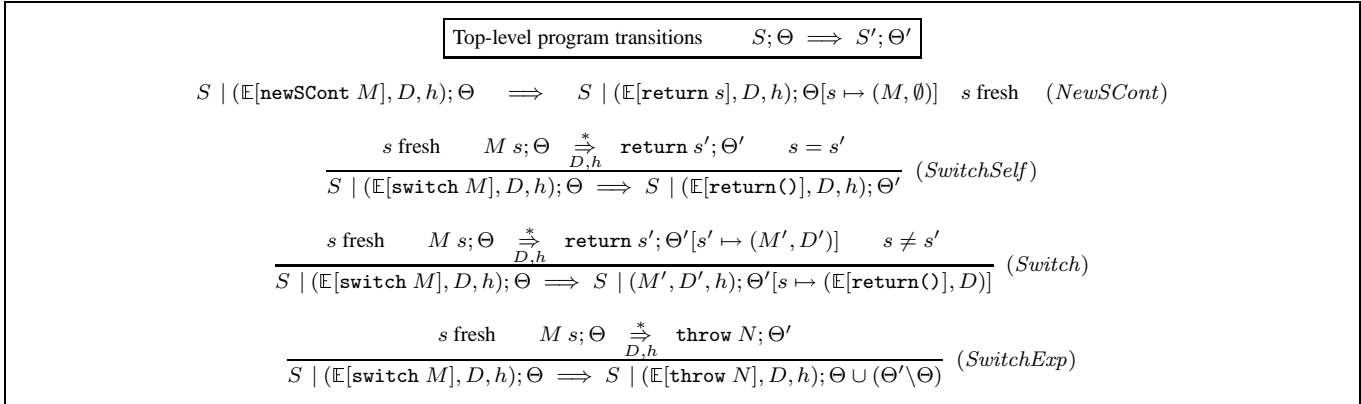 Top-level program transitions S; Θ ⟹ S′; Θ′
S | (𝔼[newSCont M], D, h); Θ ⟹ S | (𝔼[return s], D, h); Θ[s ↦ (M, ∅)] s fresh (NewSCont)
s fresh M s; Θ ⇒* D,h return s′; Θ′ s = s′
S | (𝔼[switch M], D, h); Θ ⟹ S | (𝔼[return()], D, h); Θ′ (SwitchSelf)
s fresh M s; Θ ⇒* D,h return s′; Θ′[s′ ↦ (M′, D′)] s ≠ s′
S | (𝔼[switch M], D, h); Θ ⟹ S | (M′, D′, h); Θ′[s ↦ (𝔼[return()], D)] (Switch)
s fresh M s; Θ ⇒* D,h throw N; Θ′
S | (𝔼[switch M], D, h); Θ ⟹ S | (𝔼[throw N], D, h); Θ ∪ (Θ′\Θ) (SwitchExp)